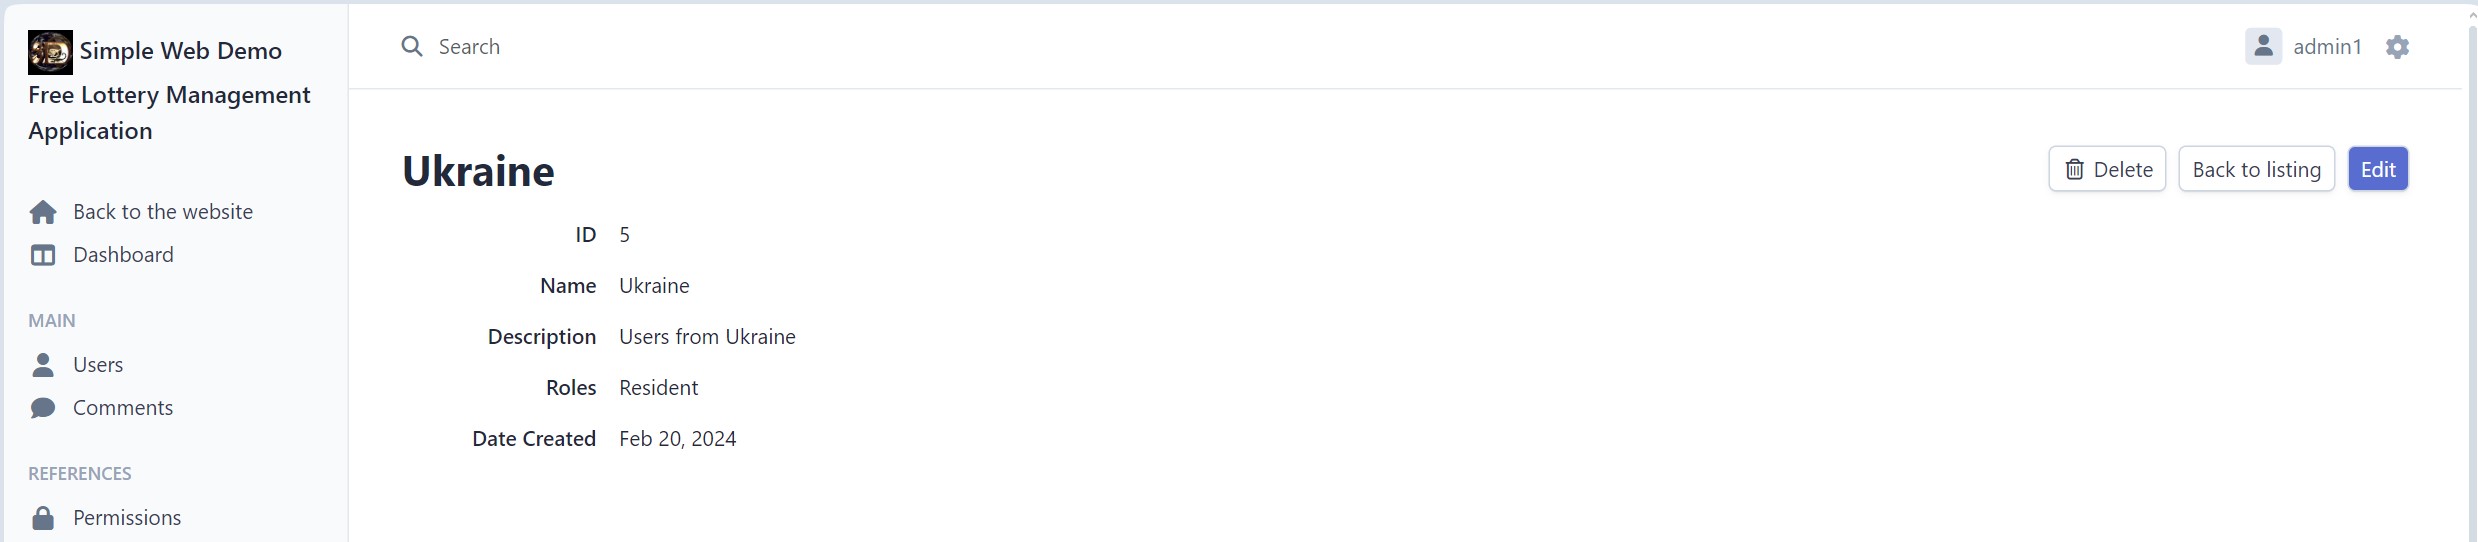 Simple Web Demo
Free Lottery Management
Application
Back to the website
Dashboard
MAIN
Users
Comments
REFERENCES
Permissions
Search
admin1
Ukraine
Delete
Back to listing
Edit
ID 5
Name Ukraine
Description Users from Ukraine
Roles Resident
Date Created Feb 20, 2024